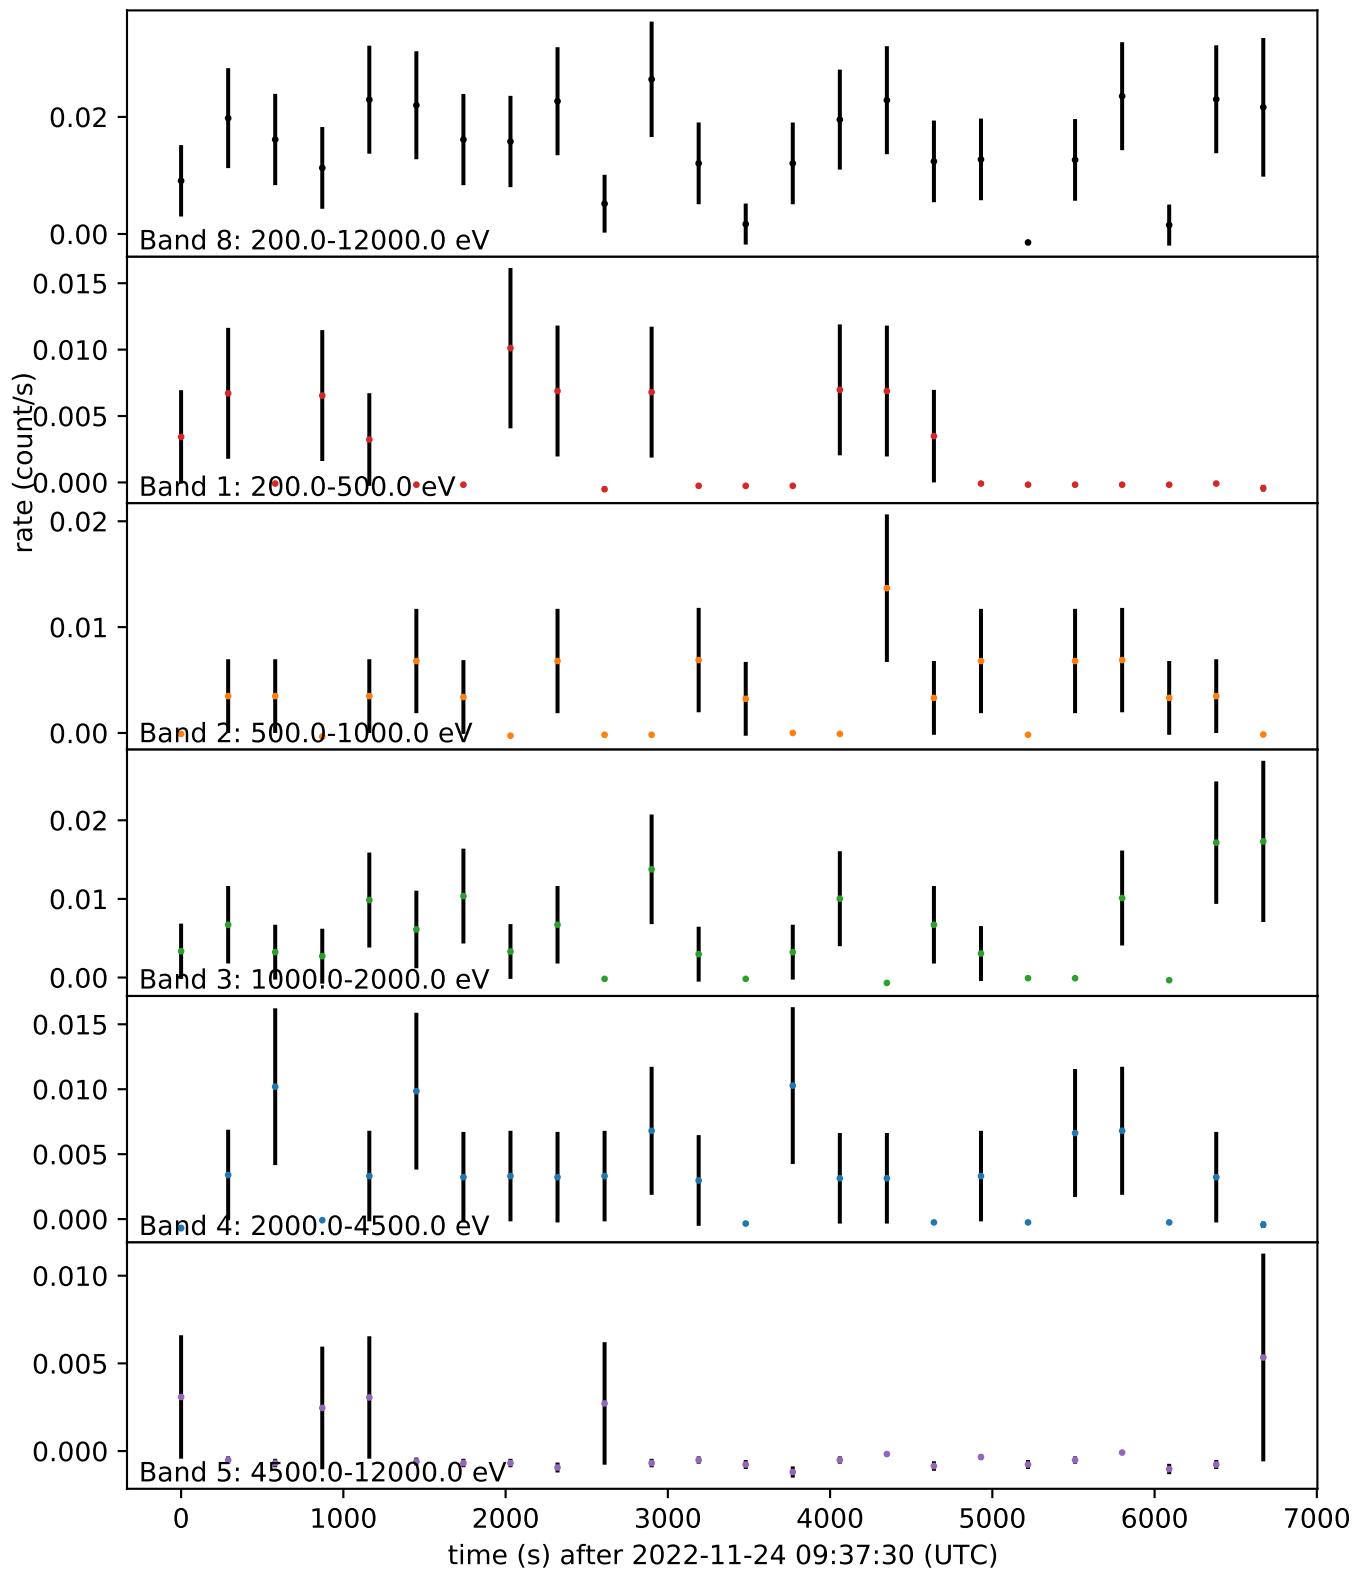 0.02
0.00
Band 8: 200.0-12000.0 eV
0.015
0.010
0.005
0.000
Band 1: 200.0-500.0 eV
rate (count/s)
0.02
0.01
0.00
Band 2: 500.0-1000.0 eV
0.02
0.01
0.00
Band 3: 1000.0-2000.0 eV
0.015
0.010
0.005
0.000
Band 4: 2000.0-4500.0 eV
0.010
0.005
0.000
Band 5: 4500.0-12000.0 eV
0 1000 2000 3000 4000 5000 6000 7000
time (s) after 2022-11-24 09:37:30 (UTC)